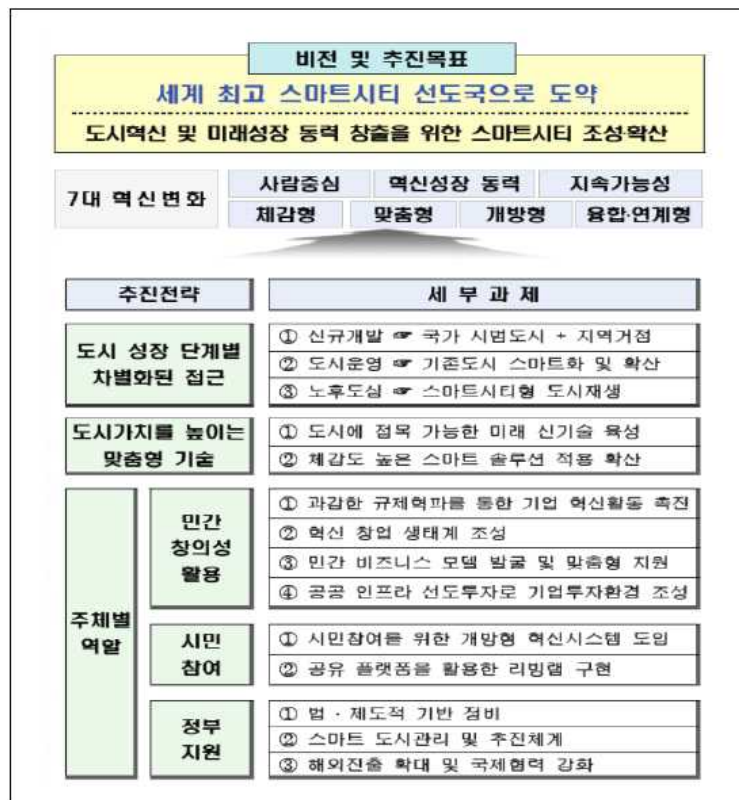 비전 및 추진목표
세계 최고 스마트시티 선도국으로 도약
도시혁신 및 미래성장 동력 창출을 위한 스마트시티 조성·확산
7대 혁신변화
사람중심 혁신성장 동력 지속가능성
체감형 맞춤형 개방형 융합·연계형
추진전략
세부과제
도시 성장 단계별
차별화된 접근
① 신규개발 ☞ 국가 시범도시 + 지역거점
② 도시운영 ☞ 기존도시 스마트화 및 확산
③ 노후도심 ☞ 스마트시티형 도시재생
도시가치를 높이는
맞춤형 기술
① 도시에 접목 가능한 미래 신기술 육성
② 체감도 높은 스마트 솔루션 적용 확산
주체별
역할
민간
창의성
활용
① 과감한 규제혁파를 통한 기업 혁신활동 촉진
② 혁신 창업 생태계 조성
③ 민간 비즈니스 모델 발굴 및 맞춤형 지원
④ 공공 인프라 선도투자로 기업투자환경 조성
시민
참여
① 시민참여를 위한 개방형 혁신시스템 도입
② 공유 플랫폼을 활용한 리빙랩 구현
정부
지원
① 법·제도적 기반 정비
② 스마트 도시관리 및 추진체계
③ 해외진출 확대 및 국제협력 강화